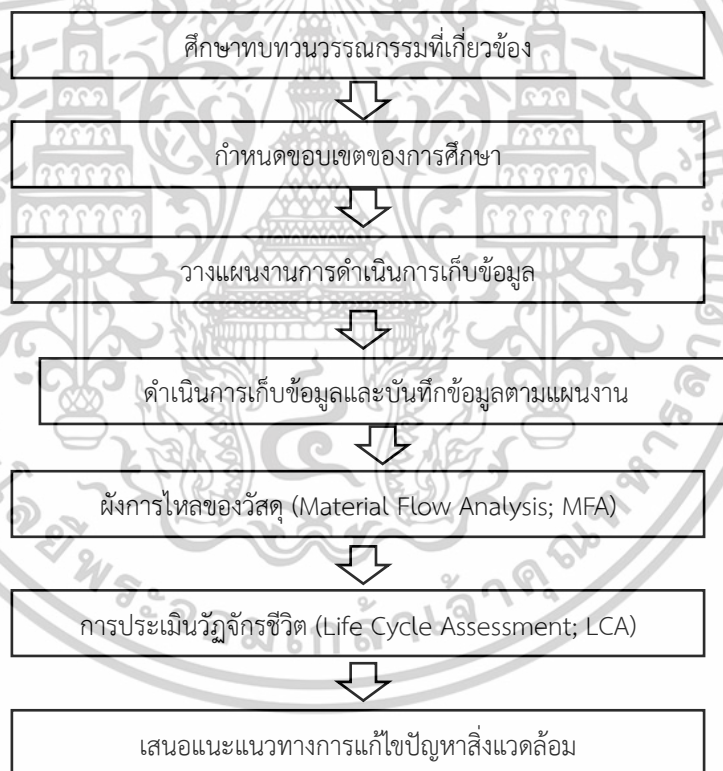 ศึกษาทบทวนวรรณกรรมที่เกี่ยวข้อง
กำหนดขอบเขตของการศึกษา
วางแผนงานการดำเนินการเก็บข้อมูล
ดำเนินการเก็บข้อมูลและบันทึกข้อมูลตามแผนงาน
ผังการไหลของวัสดุ (Material Flow Analysis; MFA)
การประเมินวัฏจักรชีวิต (Life Cycle Assessment; LCA)
เสนอแนะแนวทางการแก้ไขปัญหาสิ่งแวดล้อม